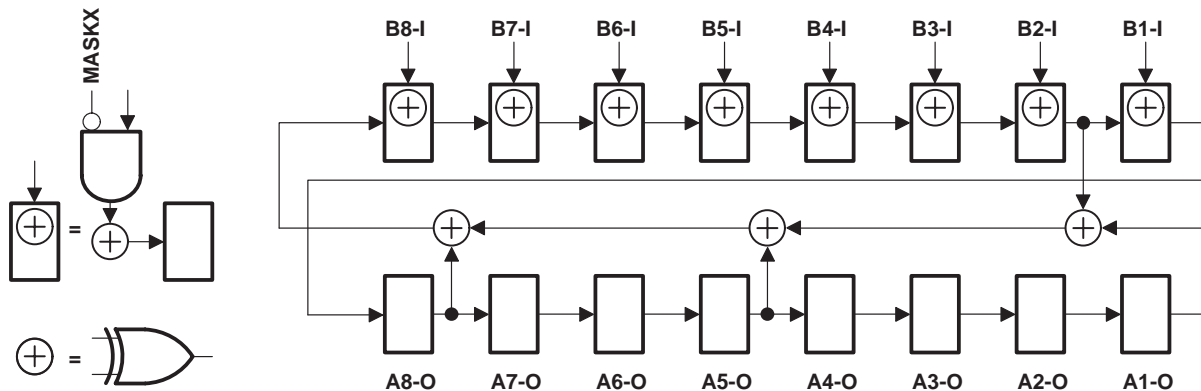 MASKX
=
=
B8-I B7-I B6-I B5-I B4-I B3-I B2-I B1-I
A8-O A7-O A6-O A5-O A4-O A3-O A2-O A1-O